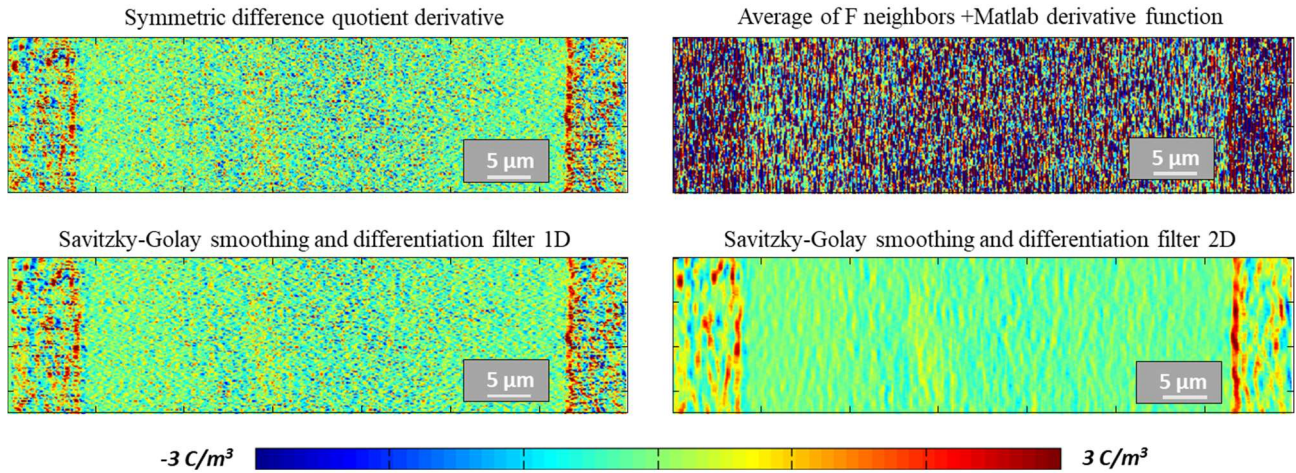 Symmetric difference quotient derivative
Average of F neighbors +Matlab derivative function
5 μm
5 μm
Savitzky-Golay smoothing and differentiation filter 1D
Savitzky-Golay smoothing and differentiation filter 2D
5 μm
5 μm
-3 C/m³
3 C/m³